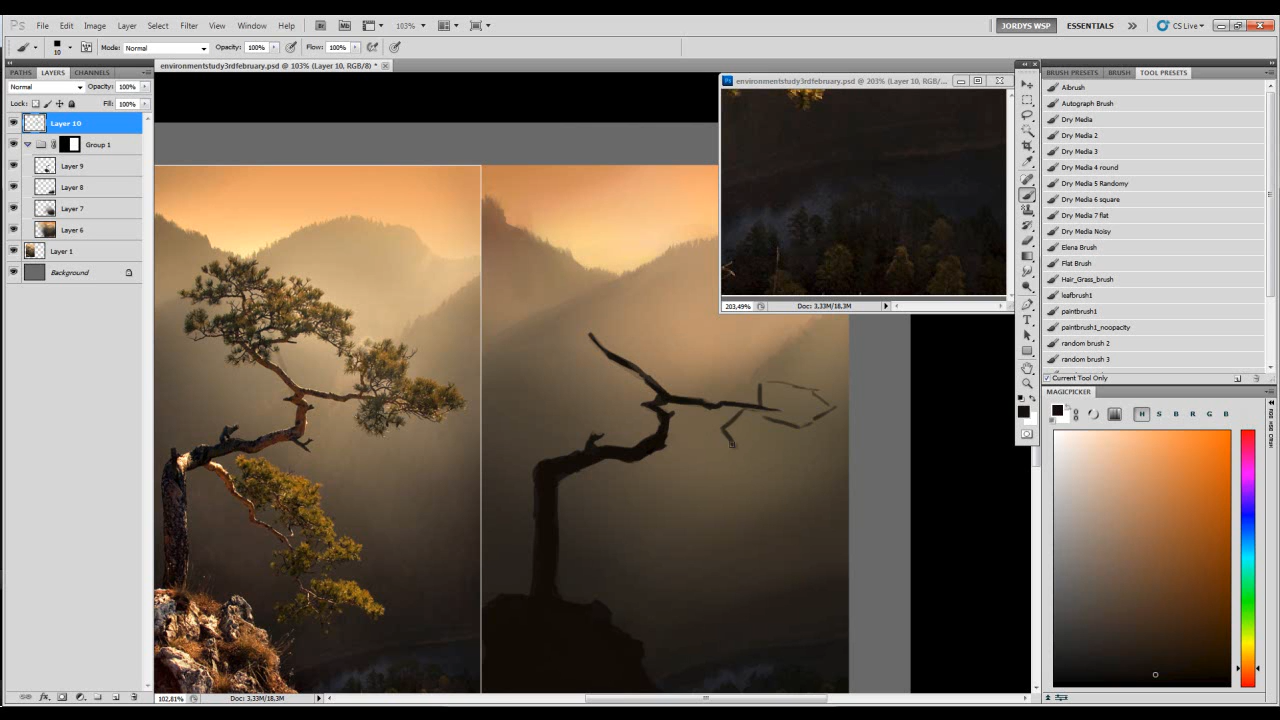 Ps File Edit Image Layer Select Filter View Window Help Br Mb 103% JORDYS WSP ESSENTIALS CS Live
10 Mode: Normal Opacity: 100% Flow: 100%
PATHS LAYERS CHANNELS
environmentstudy3rdfebruary.psd @ 103% (Layer 10, RGB/8) *
Normal Opacity: 100%
Lock: Fill: 100%
Layer 10
Group 1
Layer 9
Layer 8
Layer 7
Layer 6
Layer 1
Background
102,81% Doc: 3,33M/18,3M
environmentstudy3rdfebruary.psd @ 203% (Layer 10, RGB/...
203,49% Doc: 3,33M/18,3M
T
BRUSH PRESETS BRUSH TOOL PRESETS
Aibrush
Autograph Brush
Dry Media
Dry Media 2
Dry Media 3
Dry Media 4 round
Dry Media 5 Randomy
Dry Media 6 square
Dry Media 7 flat
Dry Media Noisy
Elena Brush
Flat Brush
Hair_Grass_brush
leafbrush1
paintbrush1
paintbrush1_noopacity
random brush 2
random brush 3
Current Tool Only
MAGICPICKER
H S B R G B